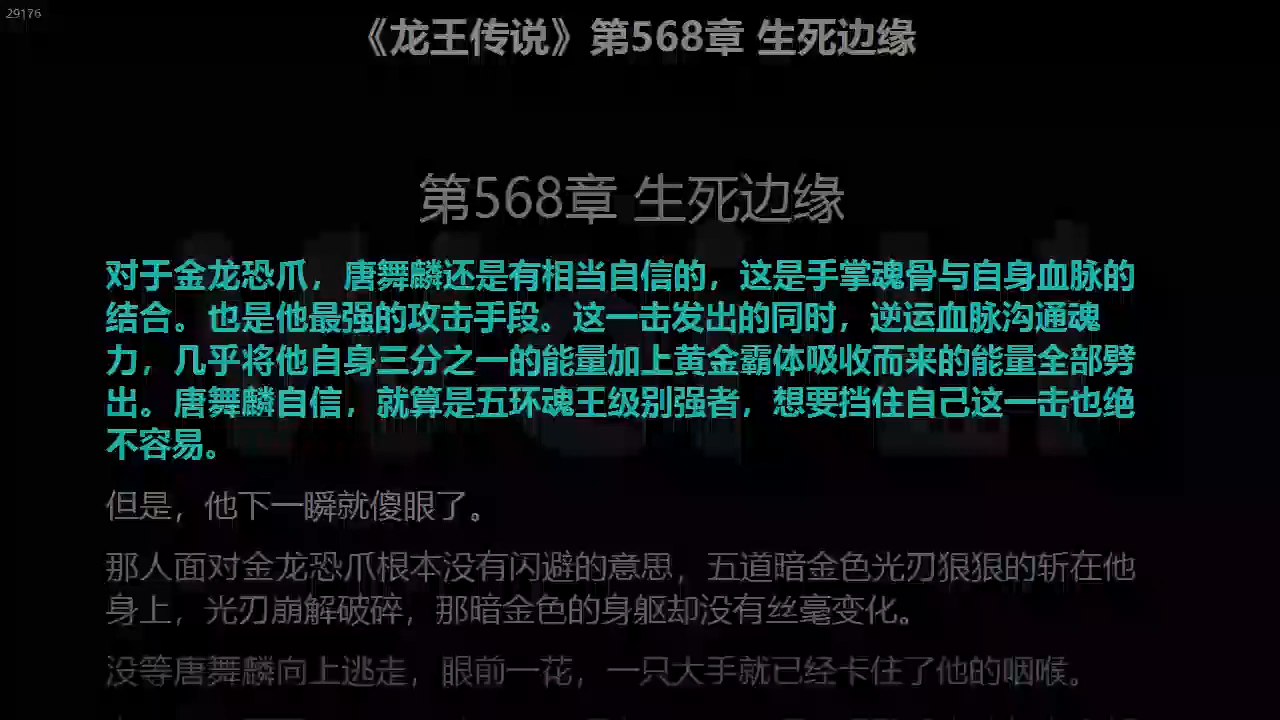 29176
《龙王传说》第568章 生死边缘
第568章 生死边缘
对于金龙恐爪，唐舞麟还是有相当自信的，这是手掌魂骨与自身血脉的
结合。也是他最强的攻击手段。这一击发出的同时，逆运血脉沟通魂
力，几乎将他自身三分之一的能量加上黄金霸体吸收而来的能量全部劈
出。唐舞麟自信，就算是五环魂王级别强者，想要挡住自己这一击也绝
不容易。
但是，他下一瞬就傻眼了。
那人面对金龙恐爪根本没有闪避的意思，五道暗金色光刃狠狠的斩在他
身上，光刃崩解破碎，那暗金色的身躯却没有丝毫变化。
没等唐舞麟向上逃走，眼前一花，一只大手就已经卡住了他的咽喉。